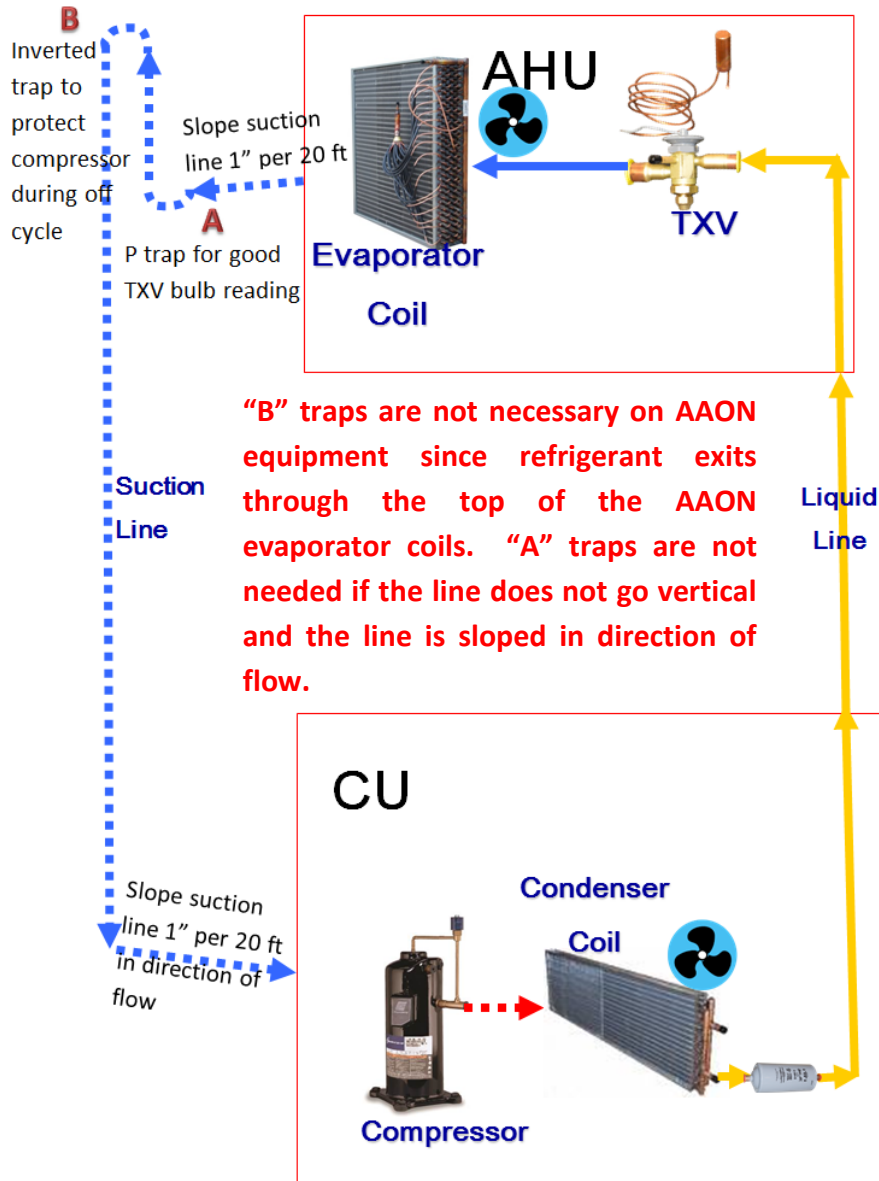 B
Inverted
trap to
protect
compressor
during off
cycle
Slope suction
line 1” per 20 ft
A
P trap for good
TXV bulb reading
AHU
TXV
Evaporator
Coil
“B” traps are not necessary on AAON
equipment since refrigerant exits
through the top of the AAON
evaporator coils. “A” traps are not
needed if the line does not go vertical
and the line is sloped in direction of
flow.
Suction
Line
Liquid
Line
CU
Slope suction
line 1” per 20 ft
in direction of
flow
Condenser
Coil
Compressor